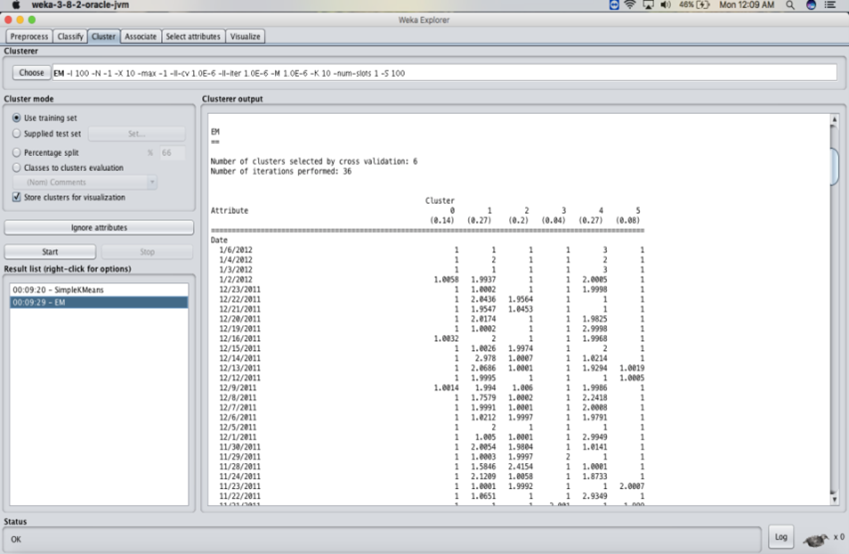 weka-3-8-2-oracle-jvm
46%
Mon 12:09 AM
Weka Explorer
Preprocess Classify Cluster Associate Select attributes Visualize
Clusterer
Choose EM -I 100 -N -1 -X 10 -max -1 -ll-cv 1.0E-6 -ll-iter 1.0E-6 -M 1.0E-6 -K 10 -num-slots 1 -S 100
Cluster mode
Use training set
Supplied test set Set...
Percentage split % 66
Classes to clusters evaluation
(Nom) Comments
Store clusters for visualization
Ignore attributes
Start Stop
Result list (right-click for options)
00:09:20 - SimpleKMeans
00:09:29 - EM
Clusterer output
EM
==
Number of clusters selected by cross validation: 6
Number of iterations performed: 36
Cluster
Attribute 0 1 2 3 4 5
(0.14) (0.27) (0.2) (0.04) (0.27) (0.08)
Date
1/6/2012 1 1 1 1 3 1
1/4/2012 1 2 1 1 2 1
1/3/2012 1 1 1 1 3 1
1/2/2012 1.0058 1.9937 1 1 2.0005 1
12/23/2011 1 1.0002 1 1 1.9998 1
12/22/2011 1 2.0436 1.9564 1 1 1
12/21/2011 1 1.9547 1.0453 1 1 1
12/20/2011 1 2.0174 1 1 1.9825 1
12/19/2011 1 1.0002 1 1 2.9998 1
12/16/2011 1.0032 2 1 1 1.9968 1
12/15/2011 1 1.0026 1.9974 1 2 1
12/14/2011 1 2.978 1.0007 1 1.0214 1
12/13/2011 1 2.0686 1.0001 1 1.9294 1.0019
12/12/2011 1 1.9995 1 1 1 1.0005
12/9/2011 1.0014 1.994 1.006 1 1.9986 1
12/8/2011 1 1.7579 1.0002 1 2.2418 1
12/7/2011 1 1.9991 1.0001 1 2.0008 1
12/6/2011 1 1.0212 1.9997 1 1.9791 1
12/5/2011 1 2 1 1 1 1
12/1/2011 1 1.005 1.0001 1 2.9949 1
11/30/2011 1 2.0054 1.9804 1 1.0141 1
11/29/2011 1 1.0003 1.9997 2 1 1
11/28/2011 1 1.5846 2.4154 1 1.0001 1
11/24/2011 1 2.1209 1.0058 1 1.8733 1
11/23/2011 1 1.0001 1.9992 1 1 2.0007
11/22/2011 1 1.0651 1 1 2.9349 1
11/21/2011 1 1 1 2.001 1 1.999
Status
OK
Log
x 0